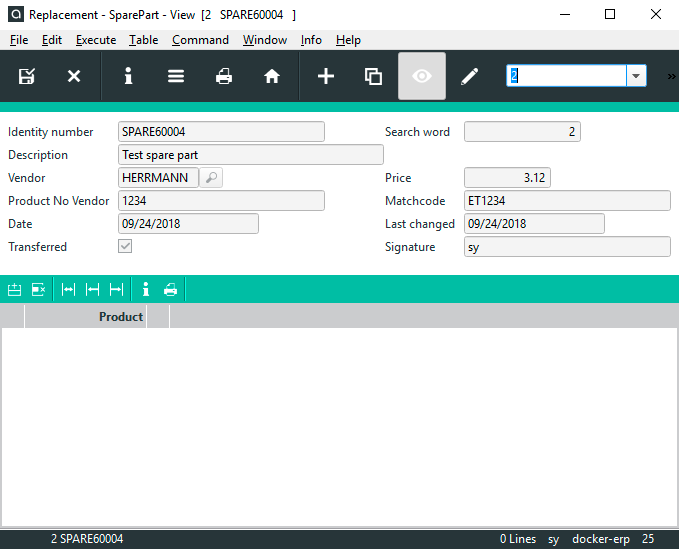 Replacement - SparePart - View [2 SPARE60004 ]
File Edit Execute Table Command Window Info Help
2
Identity number SPARE60004 Search word 2
Description Test spare part
Vendor HERRMANN Price 3.12
Product No Vendor 1234 Matchcode ET1234
Date 09/24/2018 Last changed 09/24/2018
Transferred Signature sy
Product
2 SPARE60004 0 Lines sy docker-erp 25